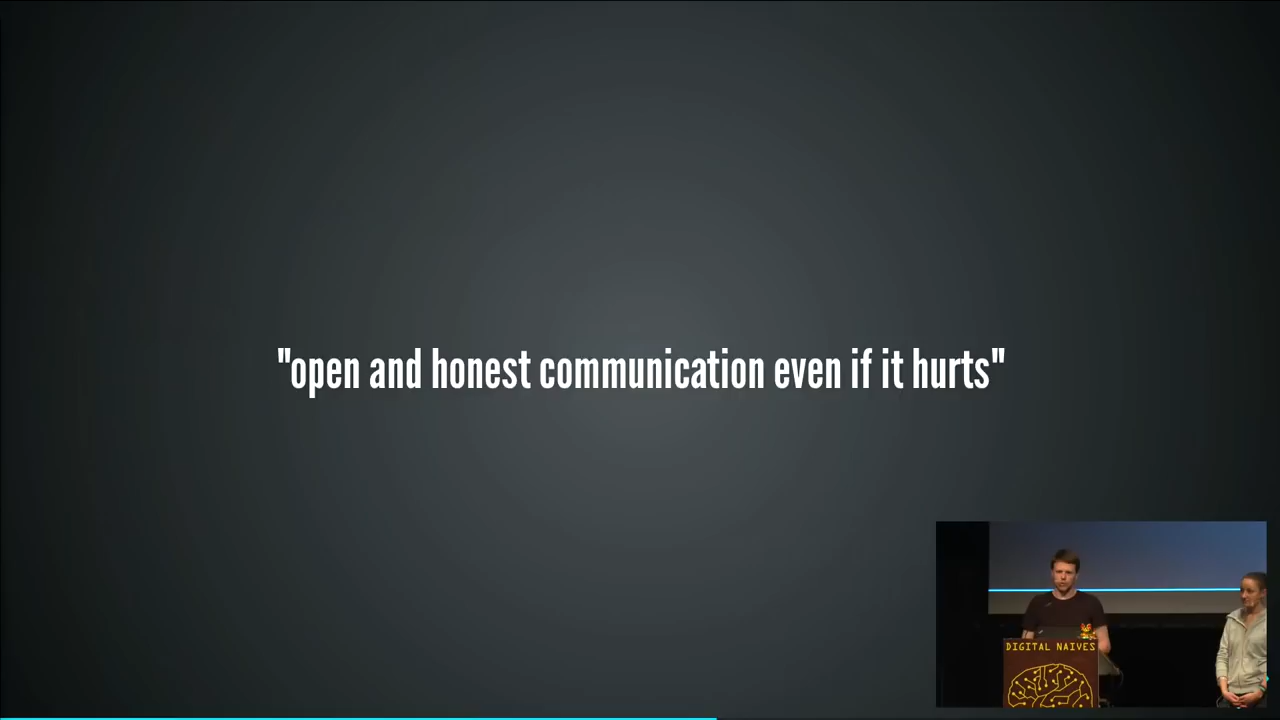 "open and honest communication even if it hurts"
DIGITAL NAIVES